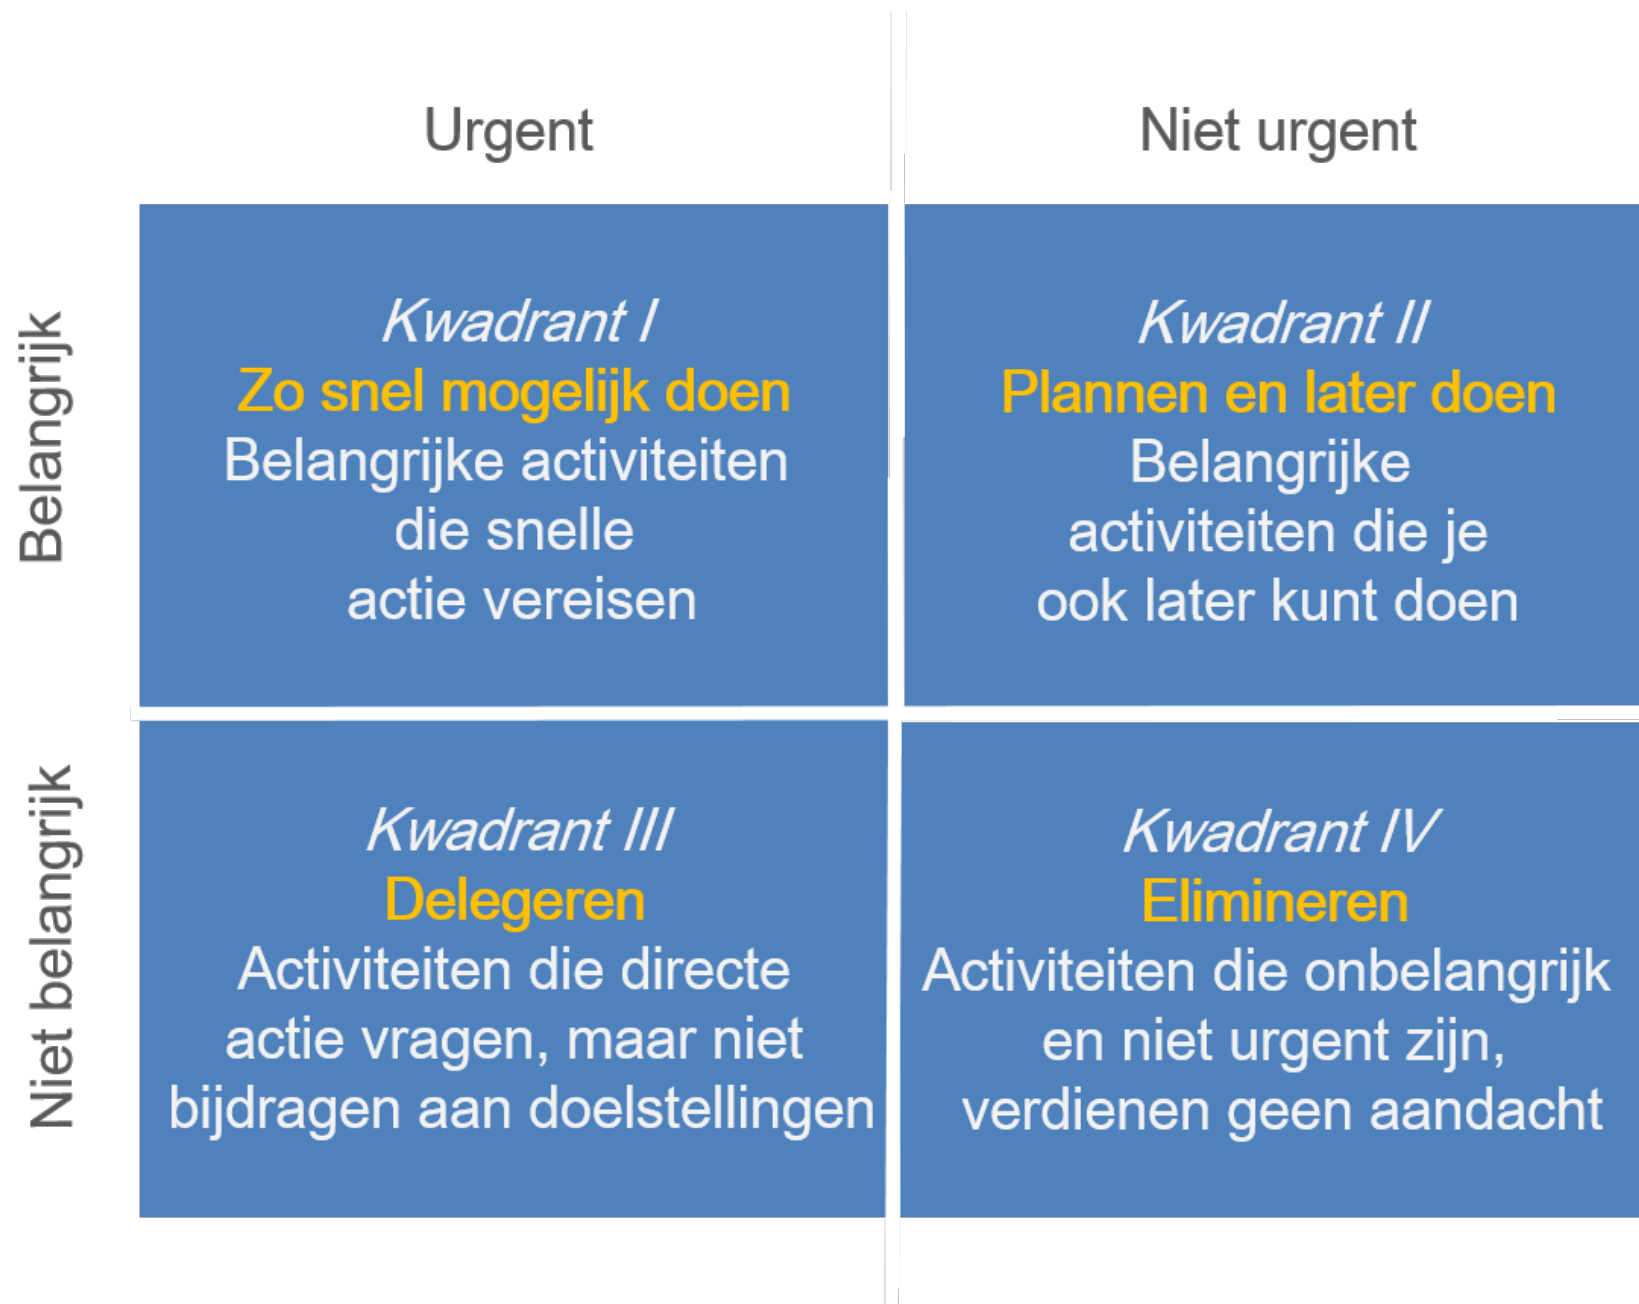 Urgent
Niet urgent
Belangrijk
Kwadrant I
Zo snel mogelijk doen
Belangrijke activiteiten
die snelle
actie vereisen
Kwadrant II
Plannen en later doen
Belangrijke
activiteiten die je
ook later kunt doen
Niet belangrijk
Kwadrant III
Delegeren
Activiteiten die directe
actie vragen, maar niet
bijdragen aan doelstellingen
Kwadrant IV
Elimineren
Activiteiten die onbelangrijk
en niet urgent zijn,
verdienen geen aandacht